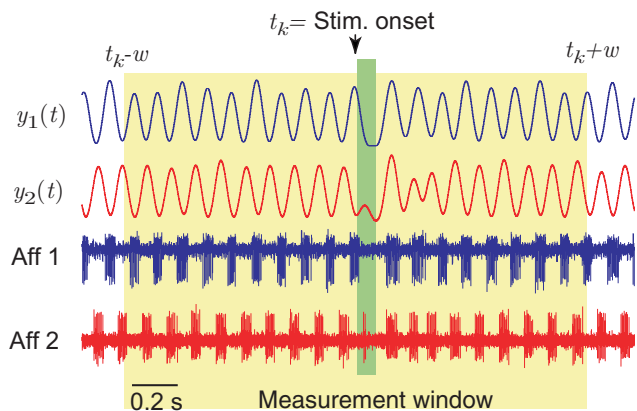 t_k= Stim. onset
t_k-w
t_k+w
y_1(t)
y_2(t)
Aff 1
Aff 2
0.2 s
Measurement window